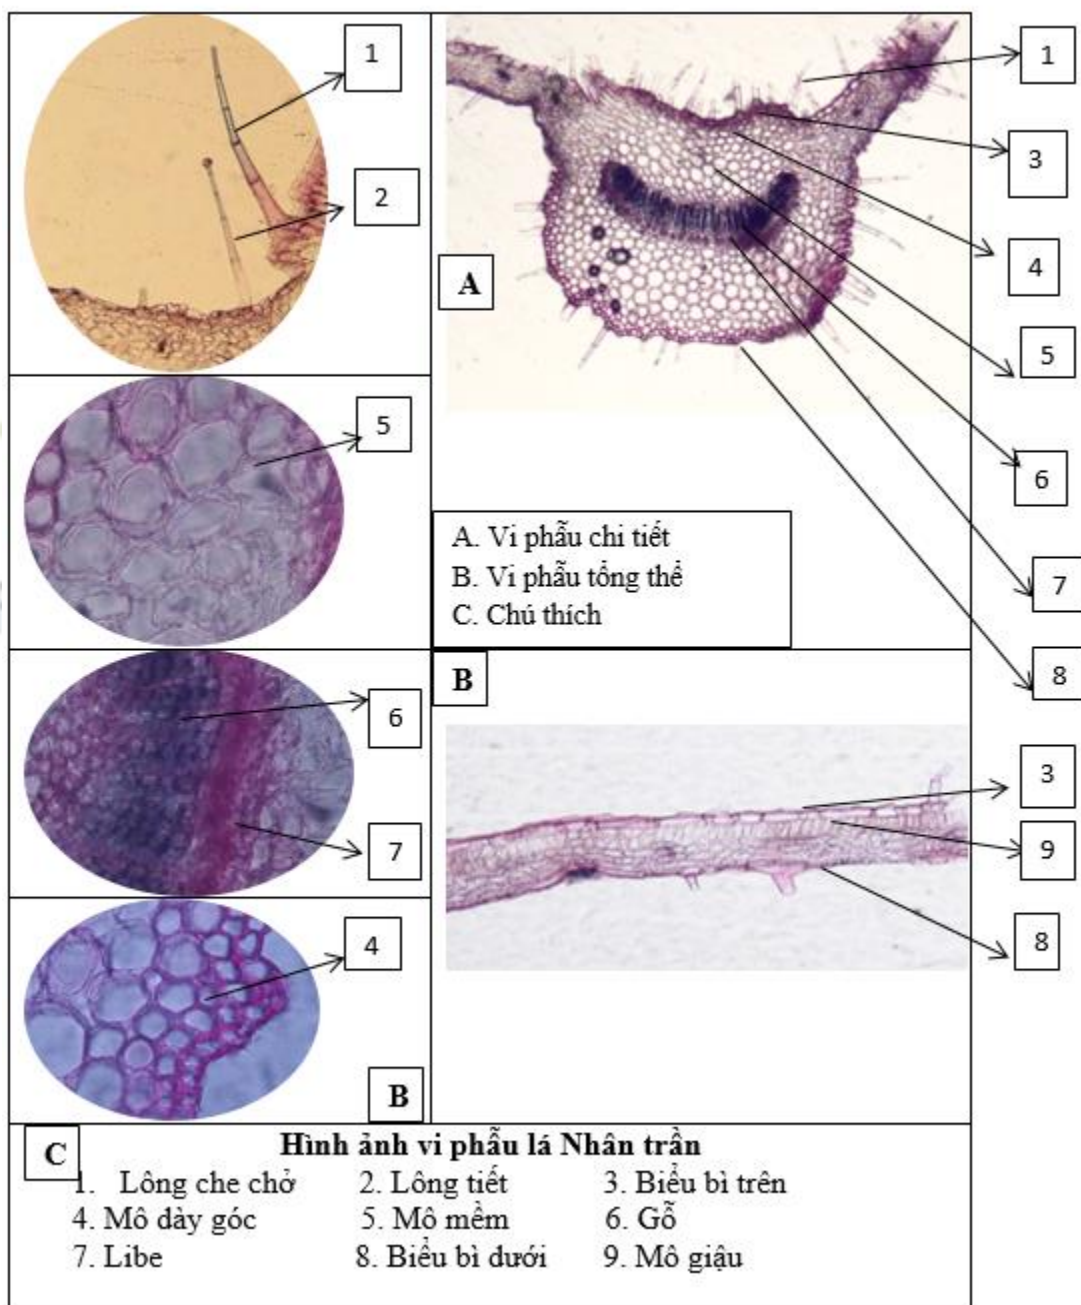 1
2
A
1
3
4
5
6
7
8
5
A. Vi phẫu chi tiết
B. Vi phẫu tổng thể
C. Chú thích
6
7
B
3
9
8
4
B
C
Hình ảnh vi phẫu lá Nhân trần
1. Lông che chở 2. Lông tiết 3. Biểu bì trên
4. Mô dày góc 5. Mô mềm 6. Gỗ
7. Libe 8. Biểu bì dưới 9. Mô giậu